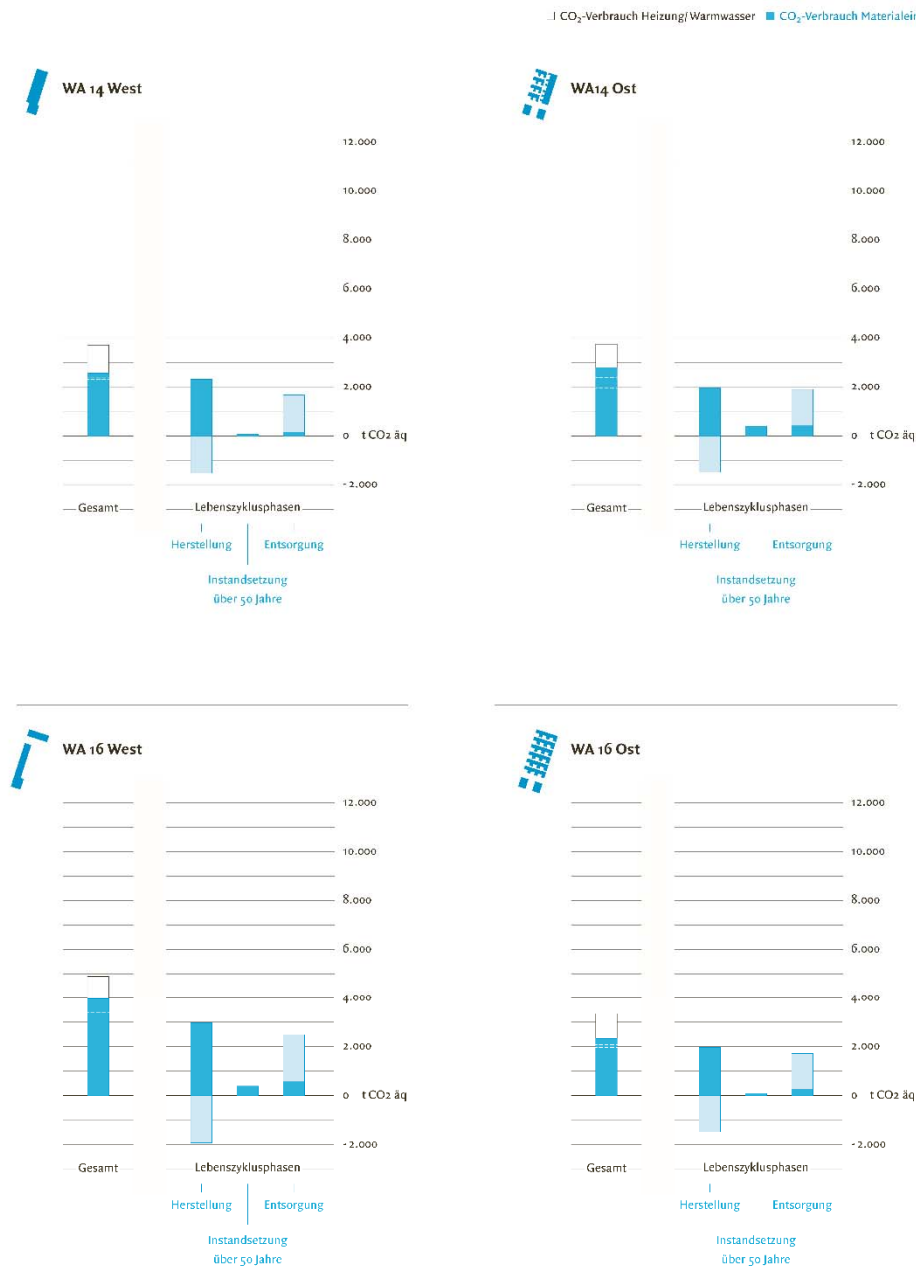 CO₂-Verbrauch Heizung/Warmwasser CO₂-Verbrauch
WA 14 West
12.000
10.000
8.000
6.000
4.000
2.000
0 t CO2 äq
- 2.000
Gesamt Lebenszyklusphasen
Herstellung Entsorgung
Instandsetzung
über 50 Jahre
WA14 Ost
12.000
10.000
8.000
6.000
4.000
2.000
0 t CO2 äq
- 2.000
Gesamt Lebenszyklusphasen
Herstellung Entsorgung
Instandsetzung
über 50 Jahre
WA 16 West
12.000
10.000
8.000
6.000
4.000
2.000
0 t CO2 äq
- 2.000
Gesamt Lebenszyklusphasen
Herstellung Entsorgung
Instandsetzung
über 50 Jahre
WA 16 Ost
12.000
10.000
8.000
6.000
4.000
2.000
0 t CO2 äq
- 2.000
Gesamt Lebenszyklusphasen
Herstellung Entsorgung
Instandsetzung
über 50 Jahre